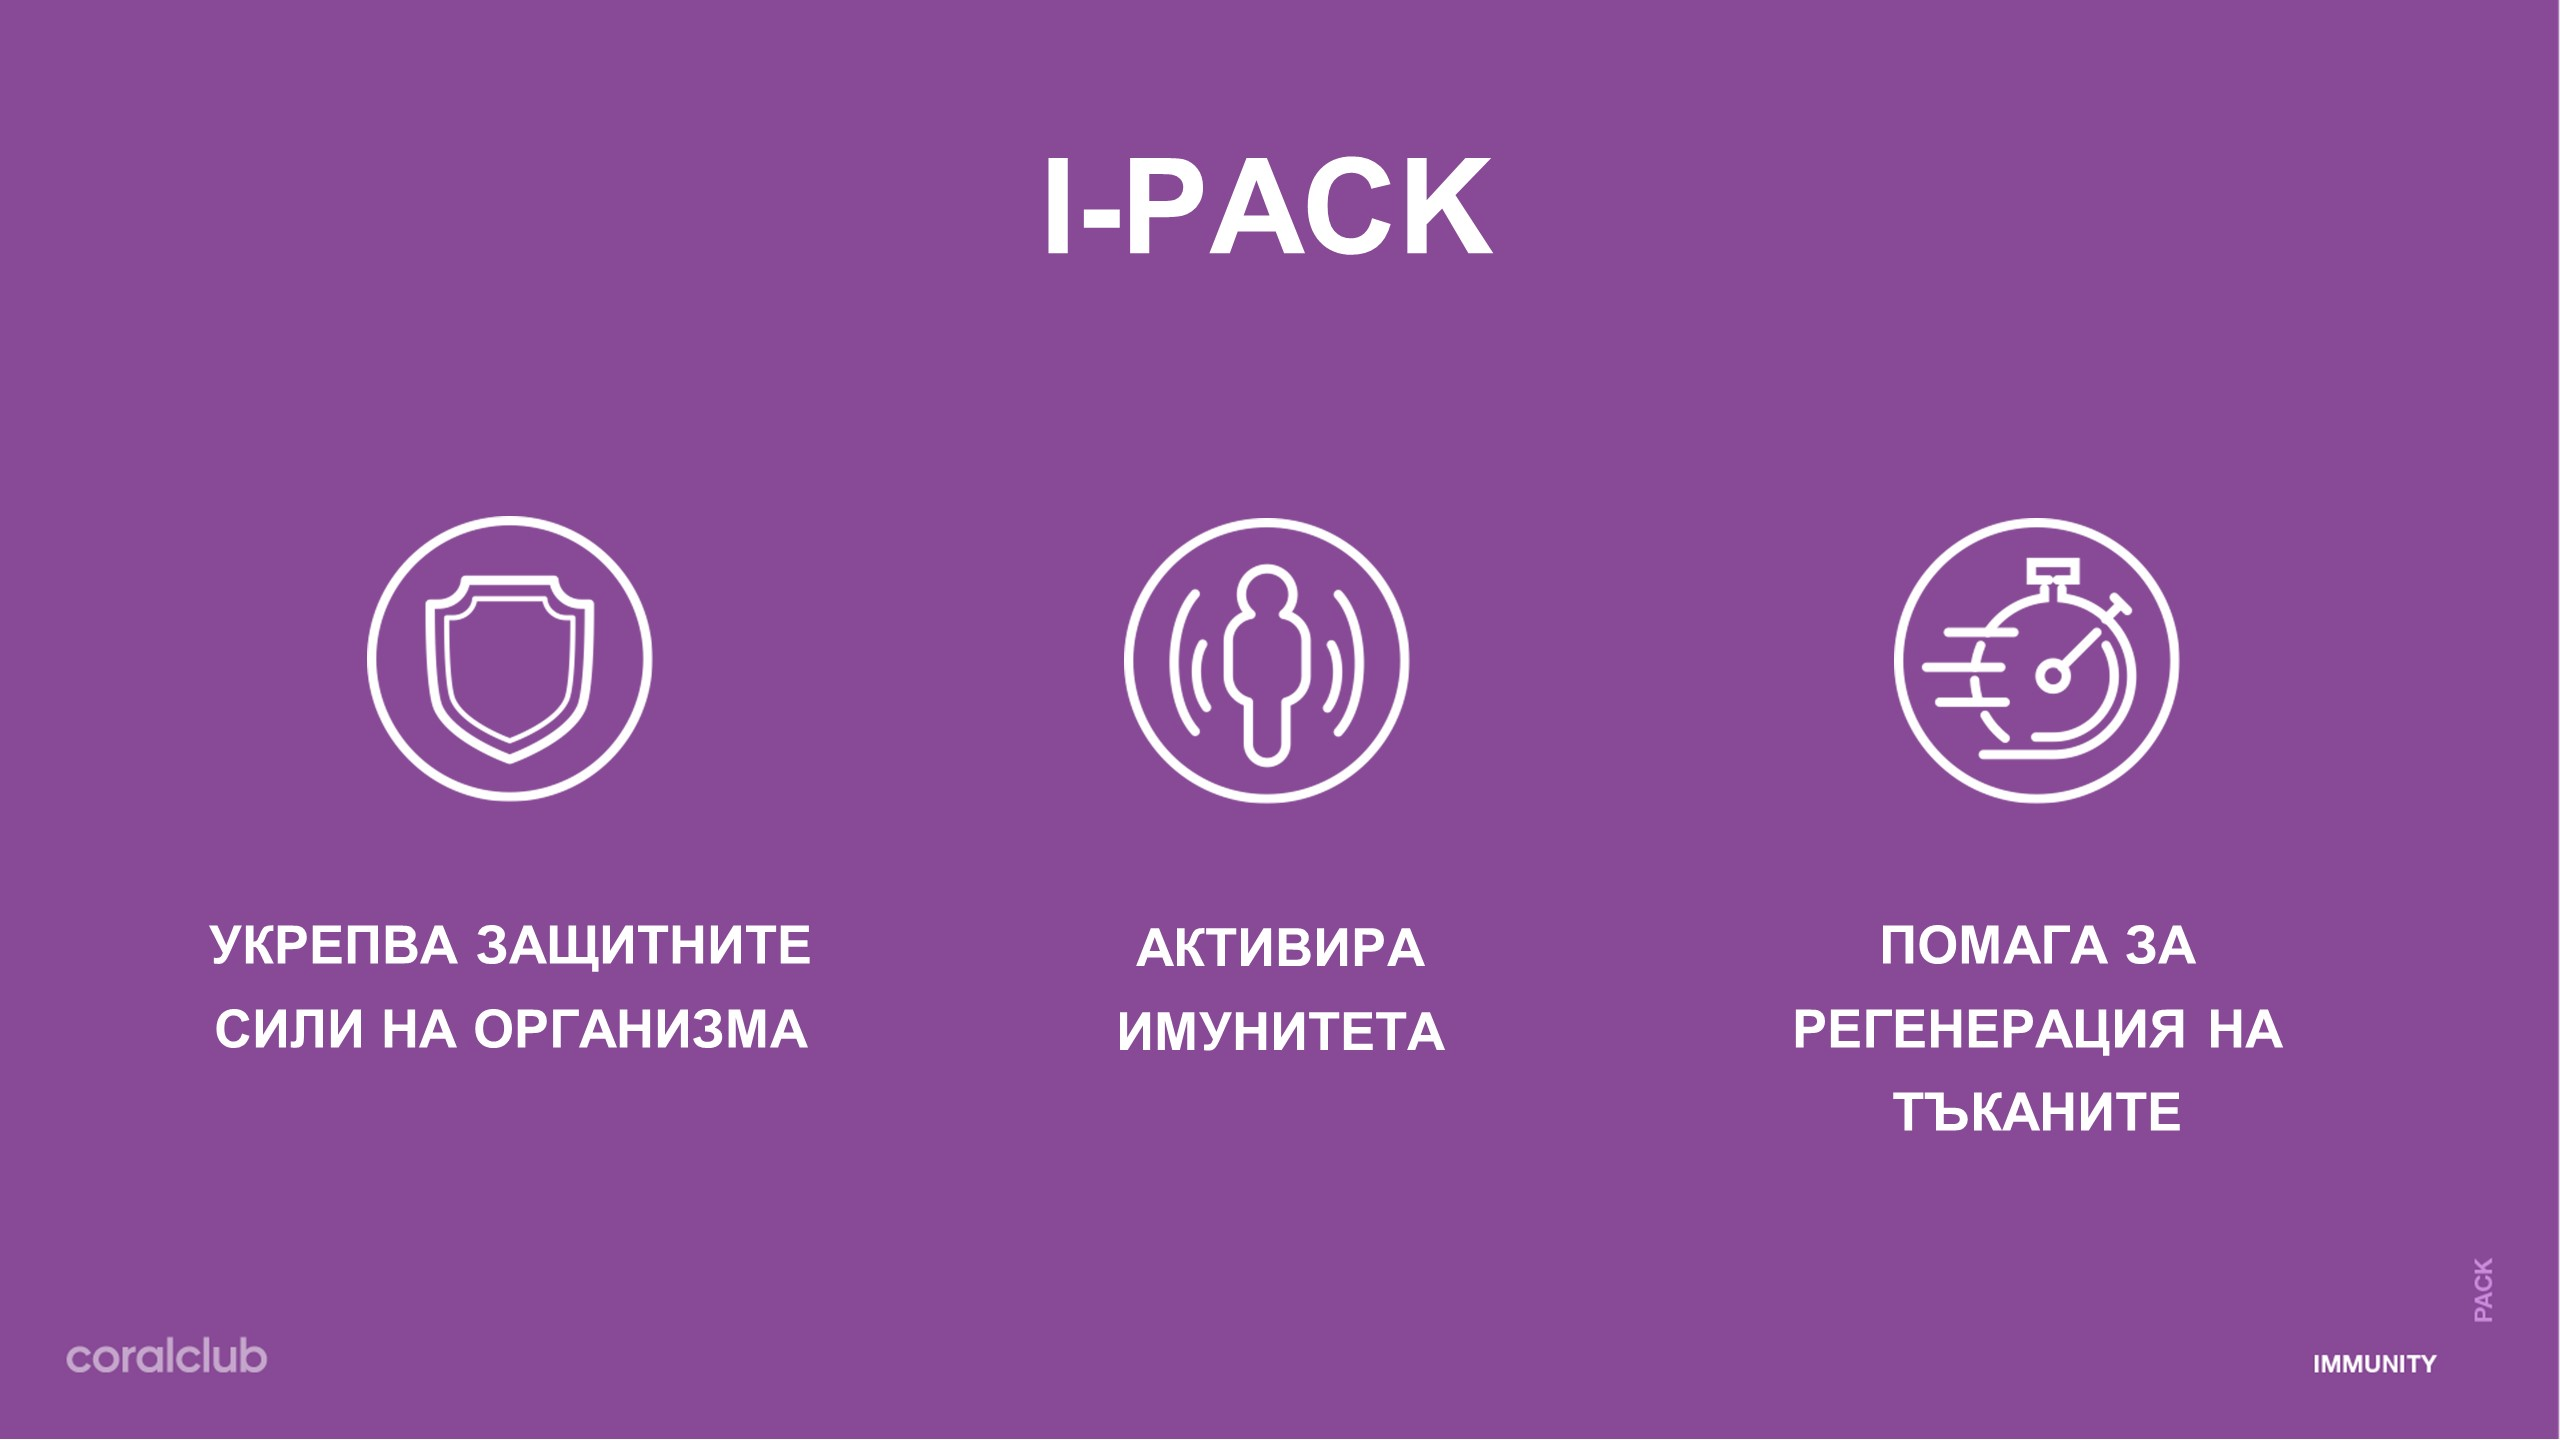 I-PACK
УКРЕПВА ЗАЩИТНИТЕ
СИЛИ НА ОРГАНИЗМА
АКТИВИРА
ИМУНИТЕТА
ПОМАГА ЗА
РЕГЕНЕРАЦИЯ НА
ТЪКАНИТЕ
coralclub
IMMUNITY
PACK